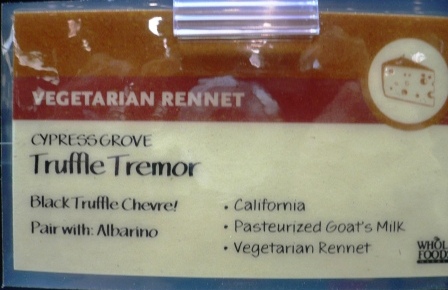 VEGETARIAN RENNET
CYPRESS GROVE
Truffle Tremor
Black Truffle Chevre!
Pair with: Albarino
• California
• Pasteurized Goat's Milk
• Vegetarian Rennet
WHOL
FOOD